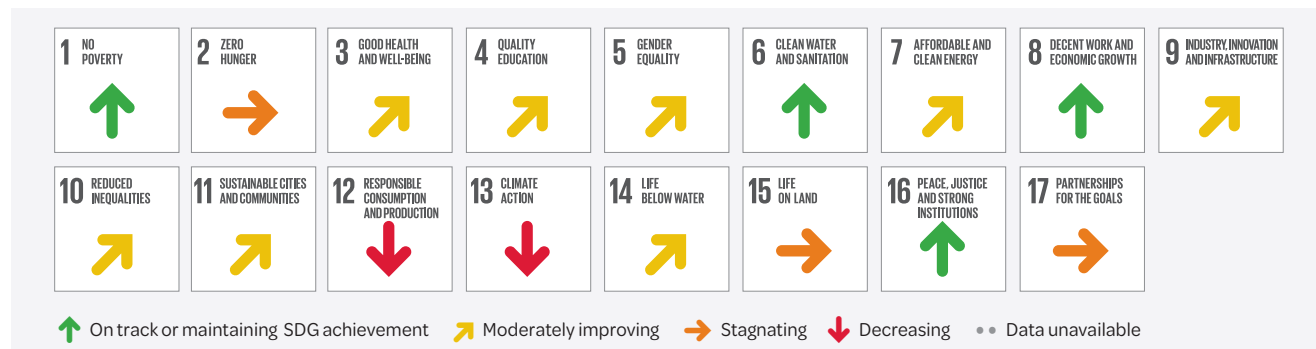 1 NO POVERTY
2 ZERO HUNGER
3 GOOD HEALTH AND WELL-BEING
4 QUALITY EDUCATION
5 GENDER EQUALITY
6 CLEAN WATER AND SANITATION
7 AFFORDABLE AND CLEAN ENERGY
8 DECENT WORK AND ECONOMIC GROWTH
9 INDUSTRY, INNOVATION AND INFRASTRUCTURE
10 REDUCED INEQUALITIES
11 SUSTAINABLE CITIES AND COMMUNITIES
12 RESPONSIBLE CONSUMPTION AND PRODUCTION
13 CLIMATE ACTION
14 LIFE BELOW WATER
15 LIFE ON LAND
16 PEACE, JUSTICE AND STRONG INSTITUTIONS
17 PARTNERSHIPS FOR THE GOALS
On track or maintaining SDG achievement Moderately improving Stagnating Decreasing Data unavailable